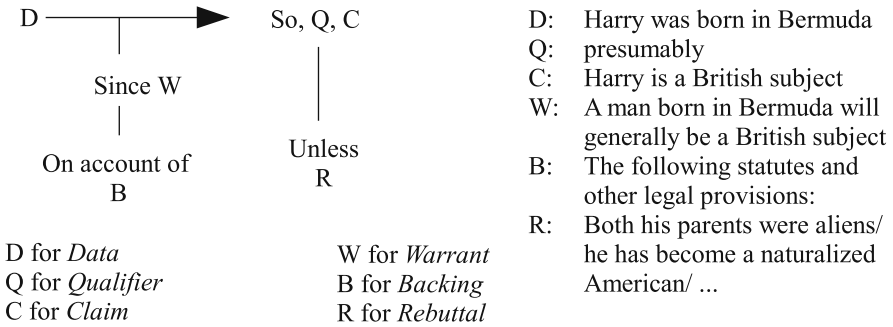 D
So, Q, C
Since W
On account of
B
Unless
R
D for Data
Q for Qualifier
C for Claim
W for Warrant
B for Backing
R for Rebuttal
D: Harry was born in Bermuda
Q: presumably
C: Harry is a British subject
W: A man born in Bermuda will
generally be a British subject
B: The following statutes and
other legal provisions:
R: Both his parents were aliens/
he has become a naturalized
American/ ...